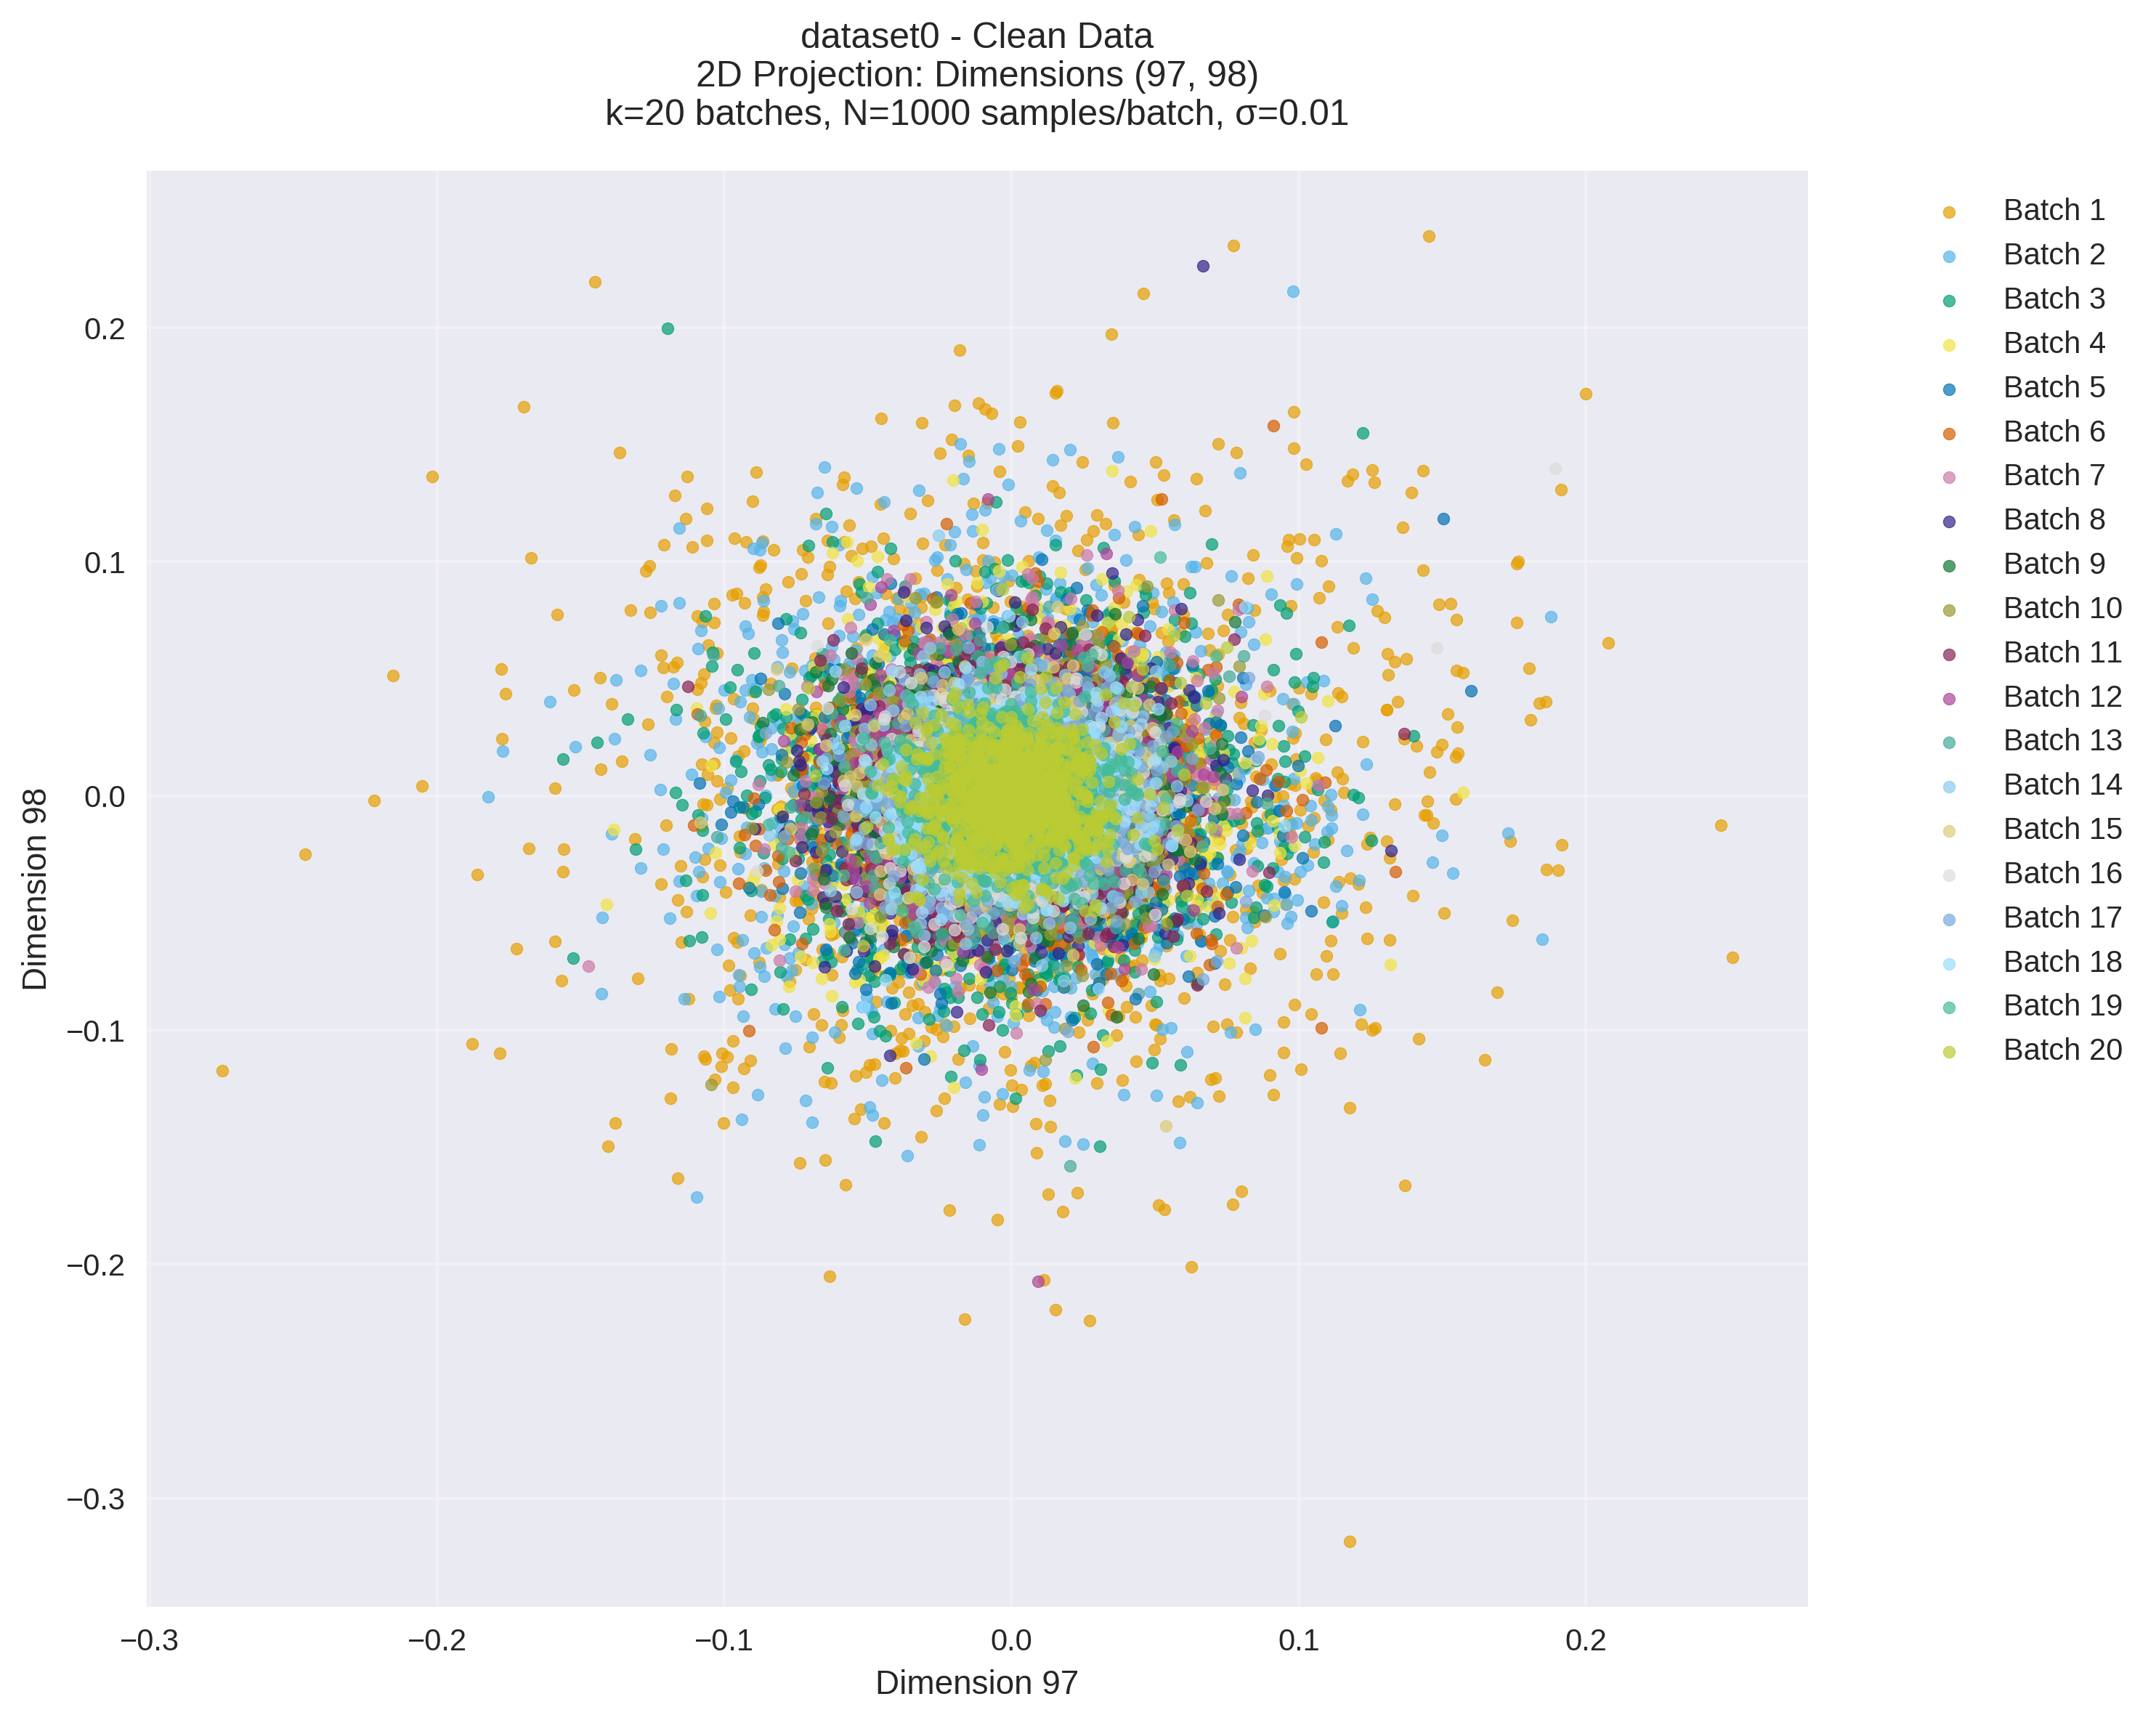 dataset0 - Clean Data
2D Projection: Dimensions (97, 98)
k=20 batches, N=1000 samples/batch, σ=0.01
0.2
0.1
0.0
−0.1
−0.2
−0.3
Dimension 98
−0.3
−0.2
−0.1
0.0
0.1
0.2
Dimension 97
Batch 1
Batch 2
Batch 3
Batch 4
Batch 5
Batch 6
Batch 7
Batch 8
Batch 9
Batch 10
Batch 11
Batch 12
Batch 13
Batch 14
Batch 15
Batch 16
Batch 17
Batch 18
Batch 19
Batch 20